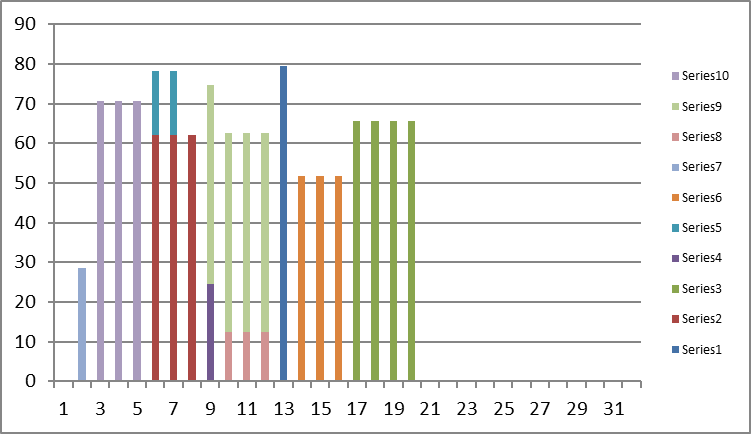 90
80
70
60
50
40
30
20
10
0
1 3 5 7 9 11 13 15 17 19 21 23 25 27 29 31
Series10
Series9
Series8
Series7
Series6
Series5
Series4
Series3
Series2
Series1